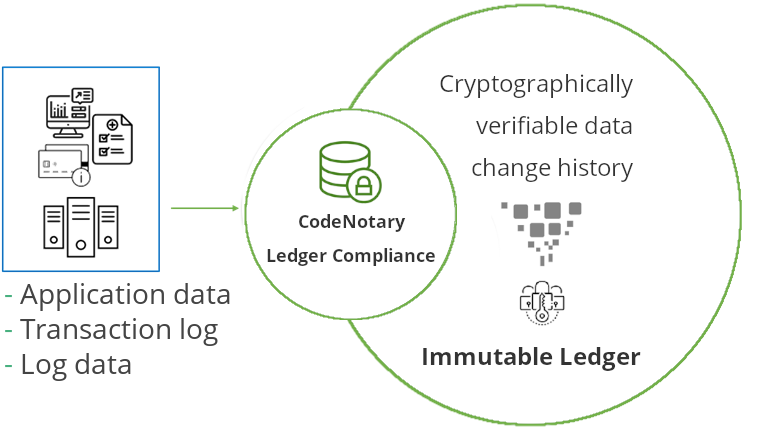 - Application data
- Transaction log
- Log data
CodeNotary
Ledger Compliance
Cryptographically
verifiable data
change history
Immutable Ledger